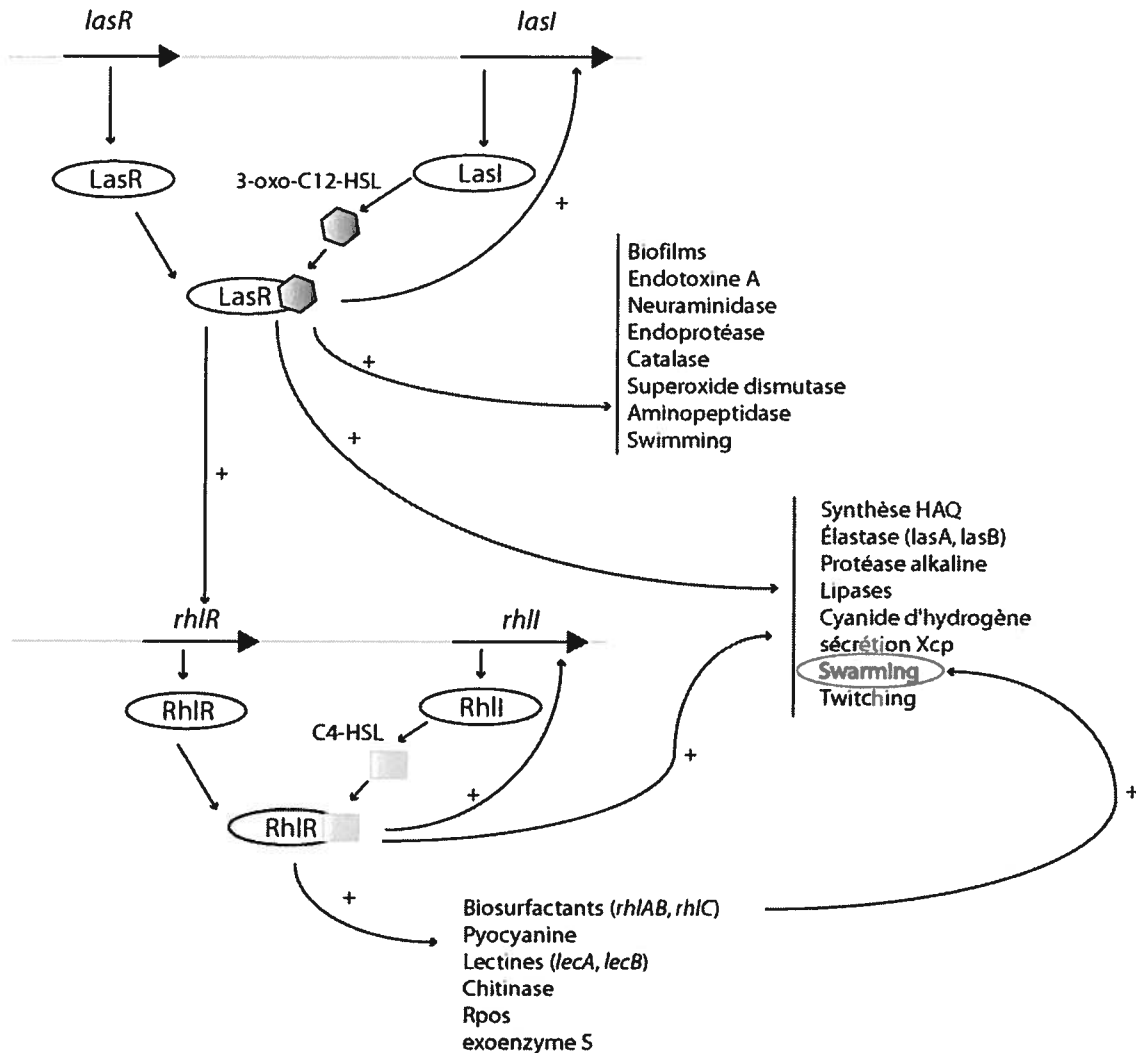 lasR
lasI
LasR
LasI
3-oxo-C12-HSL
+
LasR
Biofilms
Endotoxine A
Neuraminidase
Endoprotéase
Catalase
Superoxide dismutase
Aminopeptidase
Swimming
+
+
+
Synthèse HAQ
Élastase (lasA, lasB)
Protéase alkaline
Lipases
Cyanide d'hydrogène
sécrétion Xcp
Swarming
Twitching
rhlR
rhlI
RhlR
RhlI
C4-HSL
+
+
+
RhlR
+
Biosurfactants (rhlAB, rhlC)
Pyocyanine
Lectines (lecA, lecB)
Chitinase
Rpos
exoenzyme S